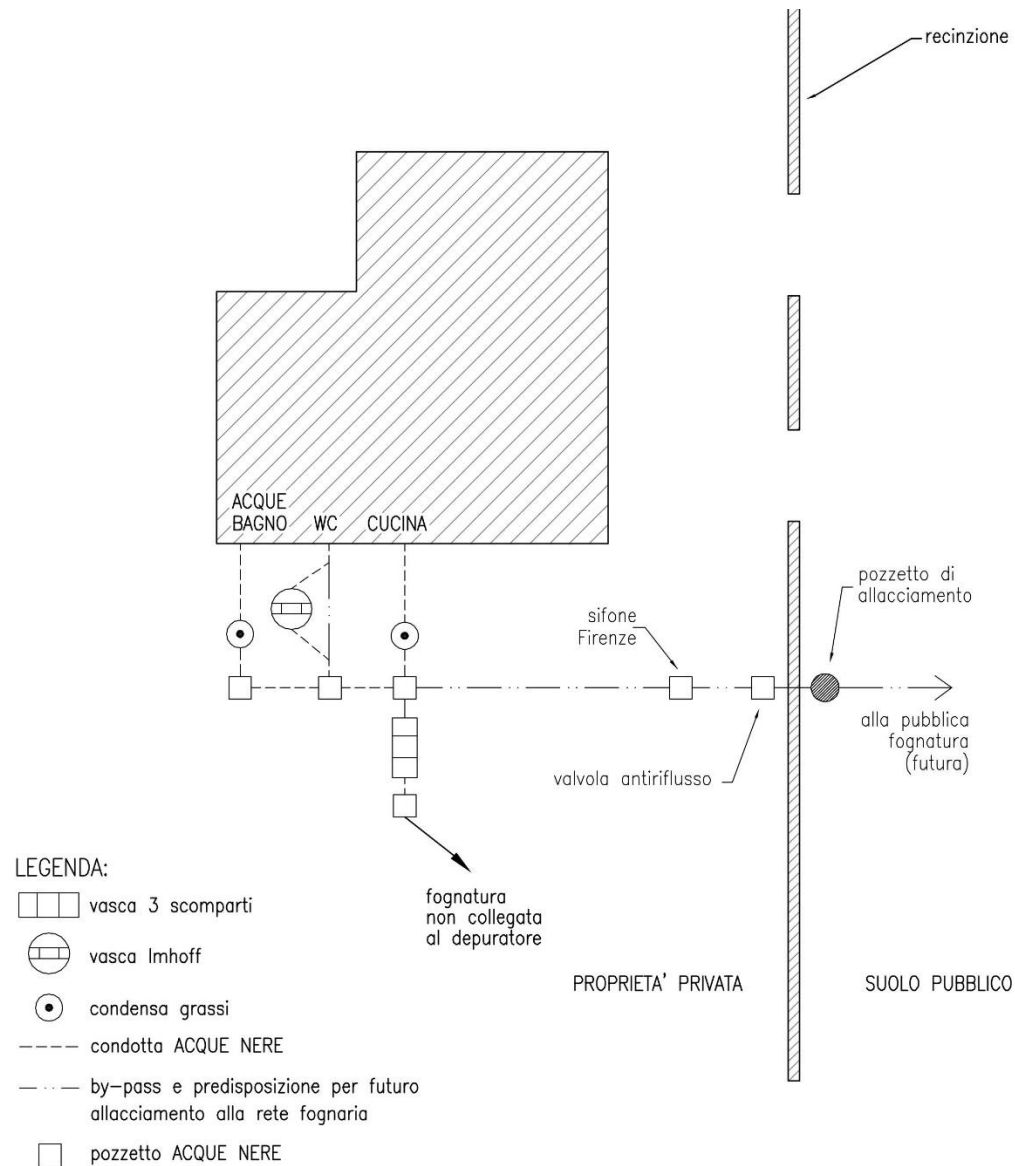 recinzione
ACQUE
BAGNO
WC
CUCINA
pozzetto di
allacciamento
sifone
Firenze
alla pubblica
fognatura
(futura)
valvola antiriflusso
fognatura
non collegata
al depuratore
PROPRIETA' PRIVATA
SUOLO PUBBLICO
LEGENDA:
vasca 3 scomparti
vasca Imhoff
condensa grassi
condotta ACQUE NERE
by-pass e predisposizione per futuro
allacciamento alla rete fognaria
pozzetto ACQUE NERE